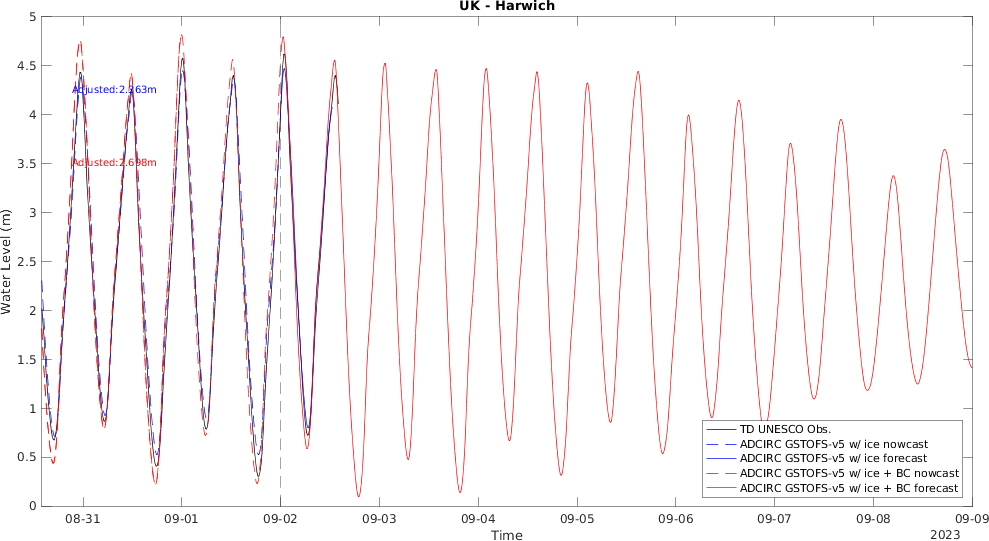 UK - Harwich
5
4.5
4
3.5
3
2.5
2
1.5
1
0.5
0
Water Level (m)
Adjusted:2.263m
Adjusted:2.698m
TD UNESCO Obs.
ADCIRC GSTOFS-v5 w/ ice nowcast
ADCIRC GSTOFS-v5 w/ ice forecast
ADCIRC GSTOFS-v5 w/ ice + BC nowcast
ADCIRC GSTOFS-v5 w/ ice + BC forecast
08-31 09-01 09-02 09-03 09-04 09-05 09-06 09-07 09-08 09-09
Time
2023